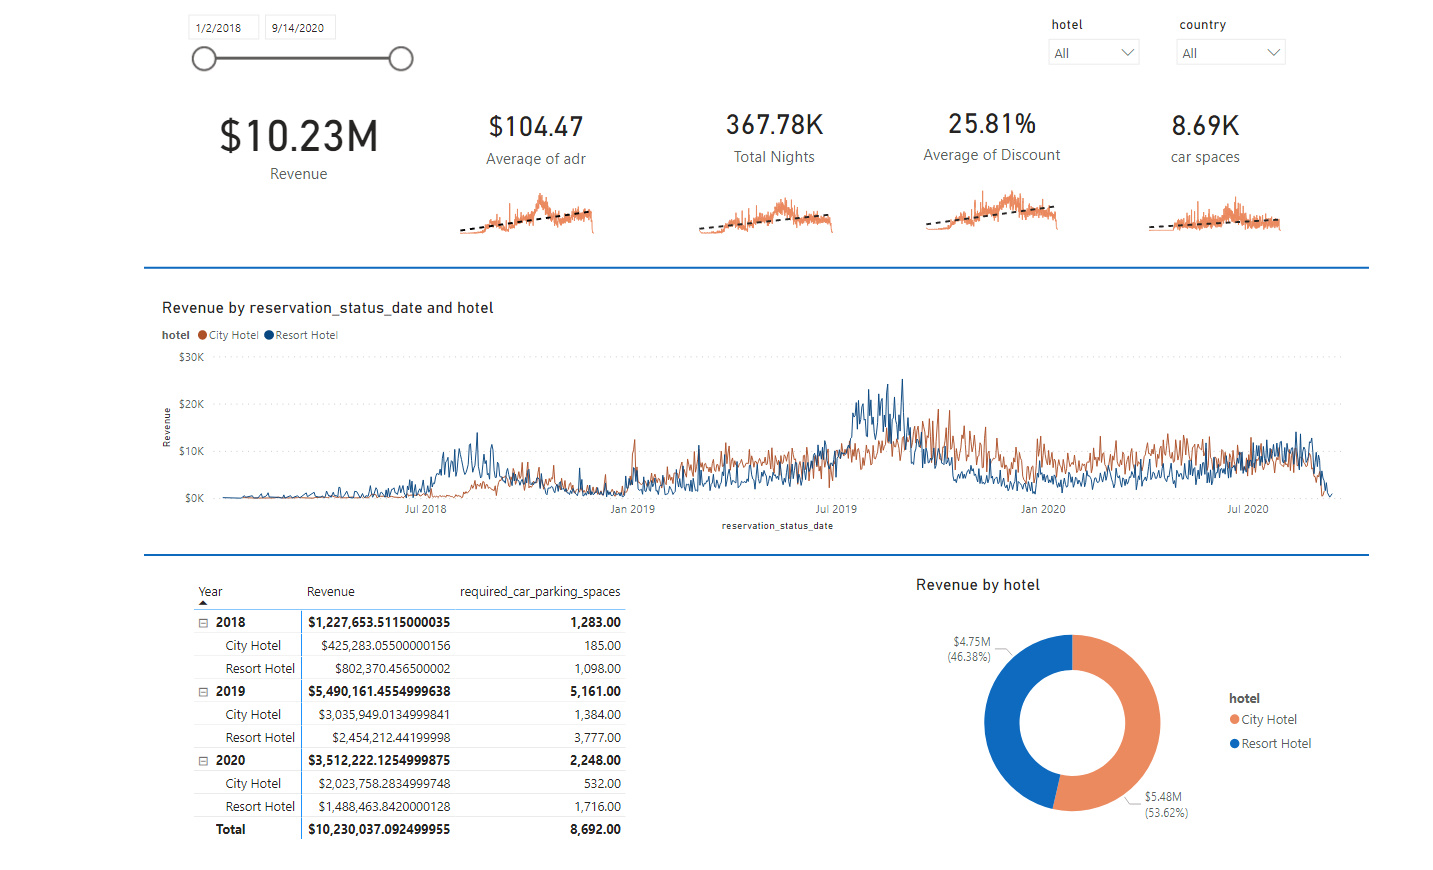 1/2/2018 9/14/2020
hotel
All
country
All
$10.23M
Revenue
$104.47
Average of adr
367.78K
Total Nights
25.81%
Average of Discount
8.69K
car spaces
Revenue by reservation_status_date and hotel
hotel City Hotel Resort Hotel
$30K
$20K
$10K
$0K
Revenue
Jul 2018 Jan 2019 Jul 2019 Jan 2020 Jul 2020
reservation_status_date
Year Revenue required_car_parking_spaces
2018 $1,227,653.5115000035 1,283.00
City Hotel $425,283.05500000156 185.00
Resort Hotel $802,370.456500002 1,098.00
2019 $5,490,161.4554999638 5,161.00
City Hotel $3,035,949.0134999841 1,384.00
Resort Hotel $2,454,212.44199998 3,777.00
2020 $3,512,222.1254999875 2,248.00
City Hotel $2,023,758.2834999748 532.00
Resort Hotel $1,488,463.8420000128 1,716.00
Total $10,230,037.092499955 8,692.00
Revenue by hotel
$4.75M
(46.38%)
$5.48M
(53.62%)
hotel
City Hotel
Resort Hotel